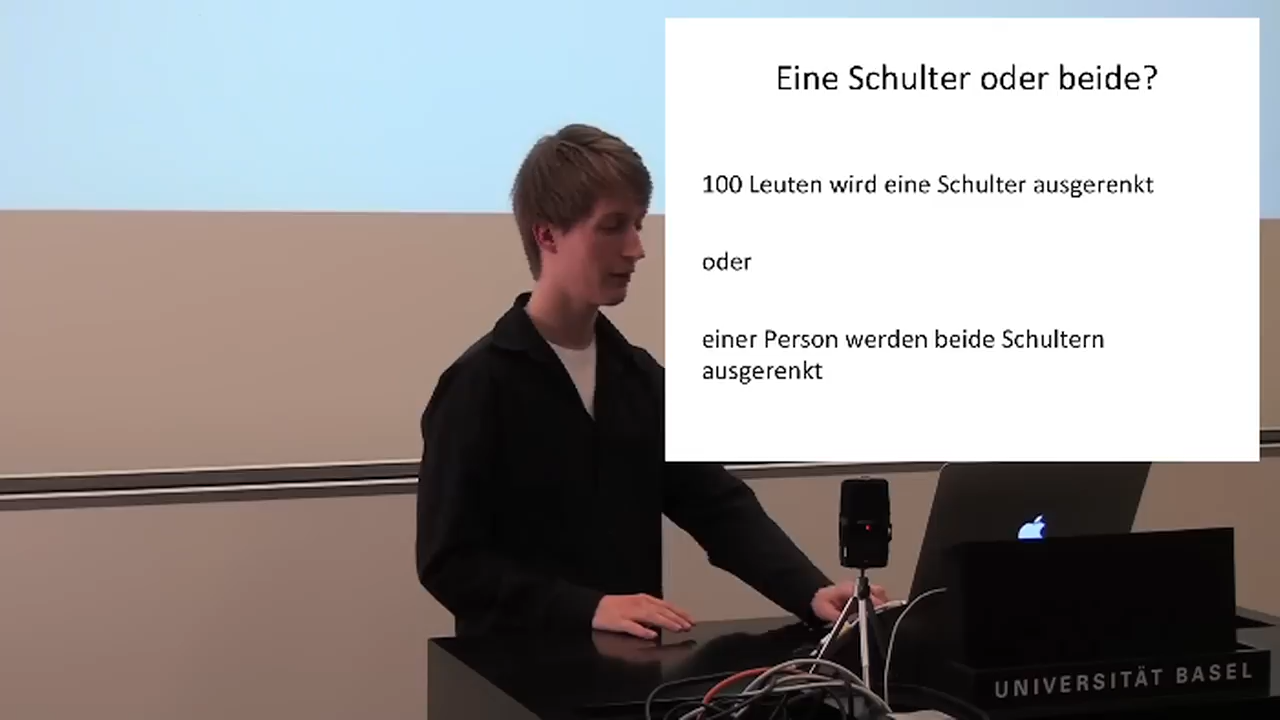 Eine Schulter oder beide?
100 Leuten wird eine Schulter ausgerenkt
oder
einer Person werden beide Schultern
ausgerenkt
UNIVERSITÄT BASEL